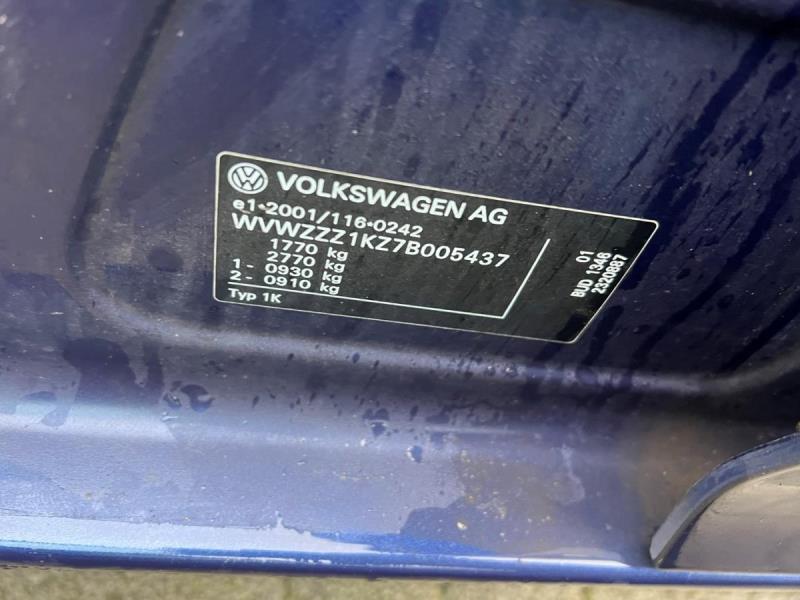 VOLKSWAGEN AG
e1*2001/116*0242
WVWZZZ1KZ7B005437
1770 kg
2770 kg
1 - 0930 kg
2 - 0910 kg
Typ 1K
01
BUD 1346
2320887